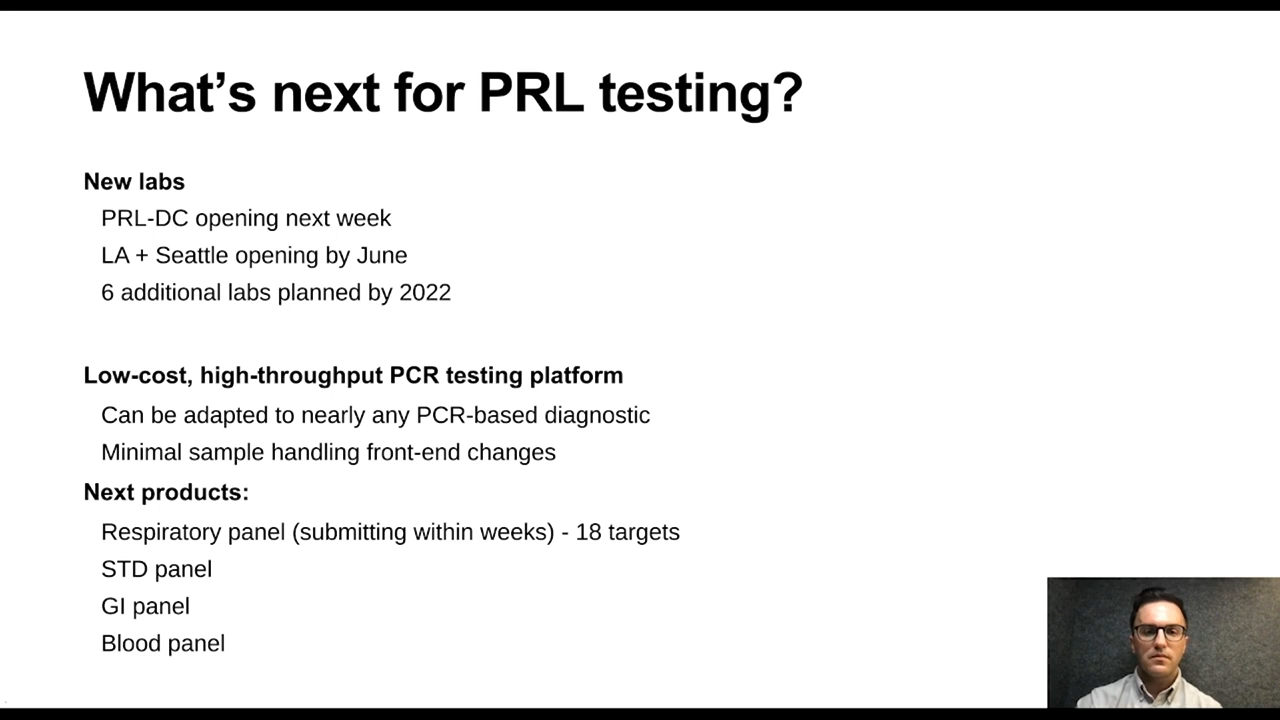 What’s next for PRL testing?
New labs
PRL-DC opening next week
LA + Seattle opening by June
6 additional labs planned by 2022
Low-cost, high-throughput PCR testing platform
Can be adapted to nearly any PCR-based diagnostic
Minimal sample handling front-end changes
Next products:
Respiratory panel (submitting within weeks) - 18 targets
STD panel
GI panel
Blood panel